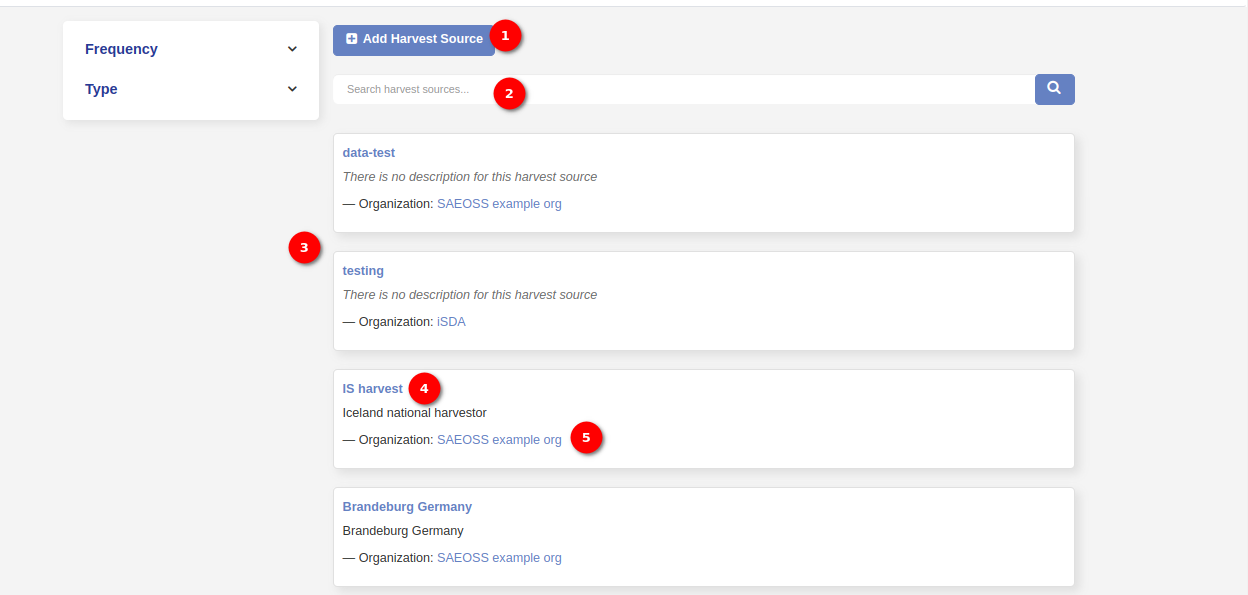 Frequency
Type
Add Harvest Source
1
Search harvest sources...
2
data-test
There is no description for this harvest source
— Organization: SAEOSS example org
3
testing
There is no description for this harvest source
— Organization: iSDA
IS harvest
4
Iceland national harvestor
— Organization: SAEOSS example org
5
Brandeburg Germany
Brandeburg Germany
— Organization: SAEOSS example org